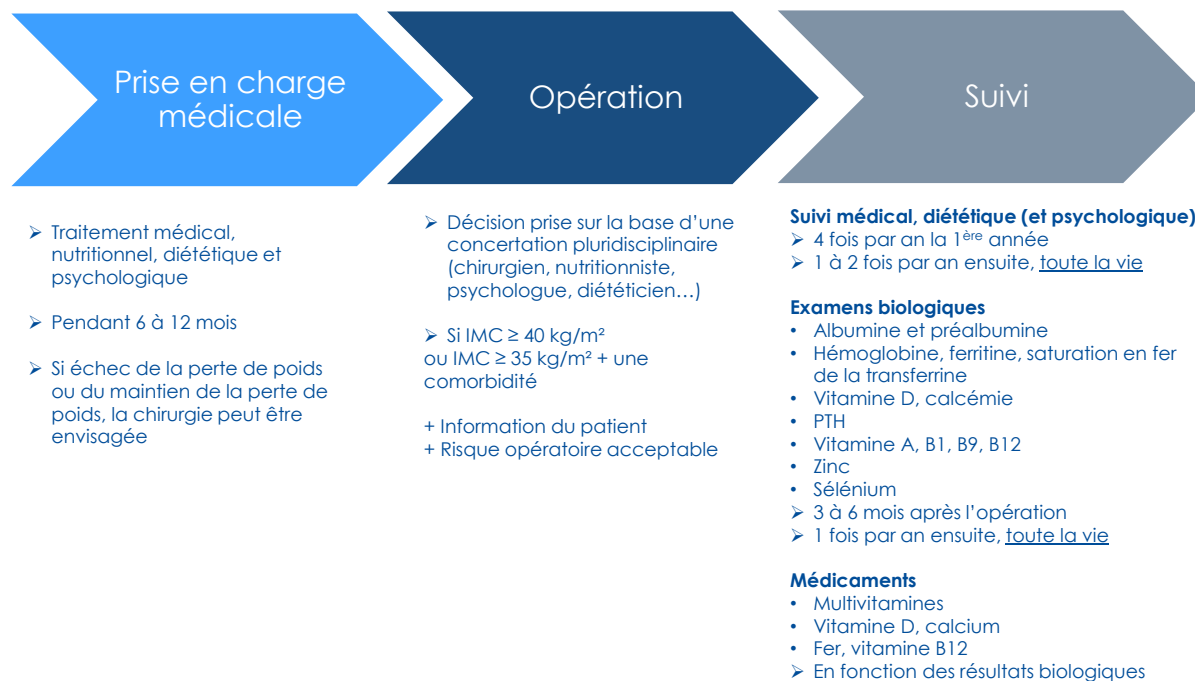 Prise en charge
médicale
Opération
Suivi
➢ Traitement médical,
nutritionnel, diététique et
psychologique
➢ Pendant 6 à 12 mois
➢ Si échec de la perte de poids
ou du maintien de la perte de
poids, la chirurgie peut être
envisagée
➢ Décision prise sur la base d’une
concertation pluridisciplinaire
(chirurgien, nutritionniste,
psychologue, diététicien…)
➢ Si IMC ≥ 40 kg/m²
ou IMC ≥ 35 kg/m² + une
comorbidité
+ Information du patient
+ Risque opératoire acceptable
Suivi médical, diététique (et psychologique)
➢ 4 fois par an la 1ère année
➢ 1 à 2 fois par an ensuite, toute la vie
Examens biologiques
• Albumine et préalbumine
• Hémoglobine, ferritine, saturation en fer
de la transferrine
• Vitamine D, calcémie
• PTH
• Vitamine A, B1, B9, B12
• Zinc
• Sélénium
➢ 3 à 6 mois après l’opération
➢ 1 fois par an ensuite, toute la vie
Médicaments
• Multivitamines
• Vitamine D, calcium
• Fer, vitamine B12
➢ En fonction des résultats biologiques